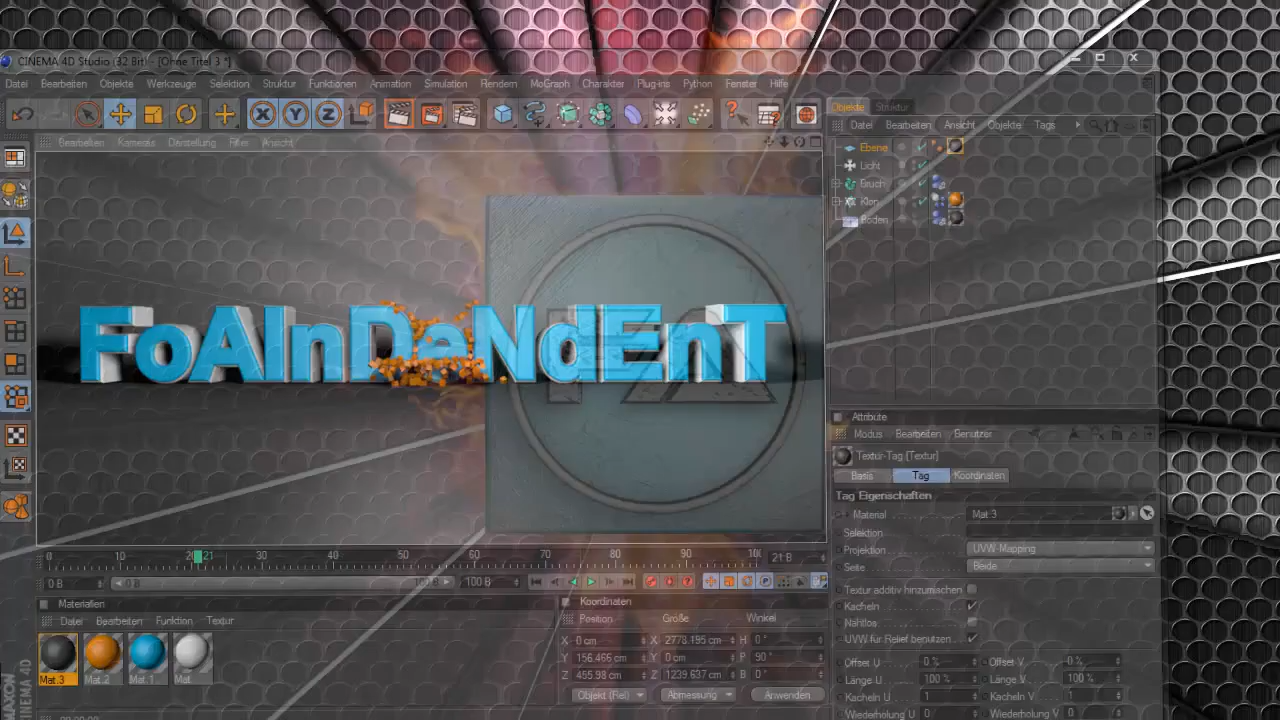 CINEMA 4D Studio (32 Bit) - [Ohne Titel 3 *]
Datei Bearbeiten Objekte Werkzeuge Selektion Struktur Funktionen Animation Simulation Rendern MoGraph Charakter Plug-ins Python Fenster Hilfe
X Y Z
Objekte Struktur
Datei Bearbeiten Ansicht Objekte Tags
Bearbeiten Kameras Darstellung Filter Ansicht
Ebene
Licht
Bruch
Klon
Boden
FoAInDeNdEnT
Attribute
Modus Bearbeiten Benutzer
Textur-Tag [Textur]
Basis Tag Koordinaten
Tag Eigenschaften
Material Mat.3
Selektion
Projektion UVW-Mapping
Seite Beide
Textur additiv hinzumischen
Kacheln
Nahtlos
UVW für Relief benutzen
Offset U 0 % Offset V 0 %
Länge U 100 % Länge V 100 %
Kacheln U 1 Kacheln V 1
Wiederholung U 0 Wiederholung V 0
0 10 20 21 30 40 50 60 70 80 90 100 21 B
0 B 0 B 100 B 100 B
Materialien
Datei Bearbeiten Funktion Textur
Mat.3 Mat.2 Mat.1 Mat
Koordinaten
Position Größe Winkel
X 0 cm X 2778.195 cm H 0 °
Y 156.466 cm Y 0 cm P 90 °
Z 455.98 cm Z 1239.637 cm B 0 °
Objekt (Rel) Abmessung Anwenden
MAXON
CINEMA 4D